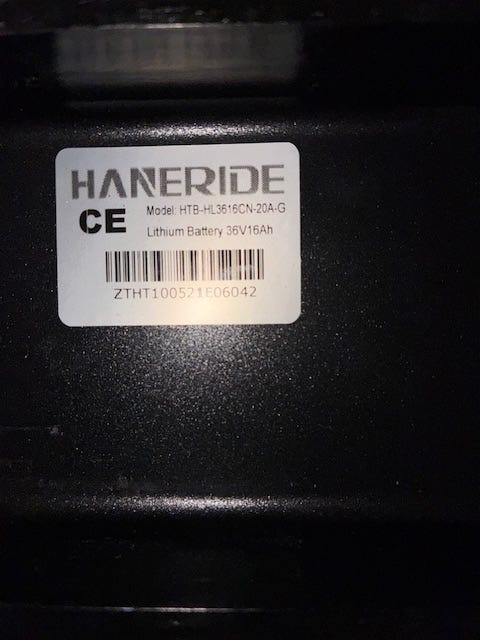 HANERIDE
CE
Model: HTB-HL3616CN-20A-G
Lithium Battery 36V16Ah
ZTHT100521E06042